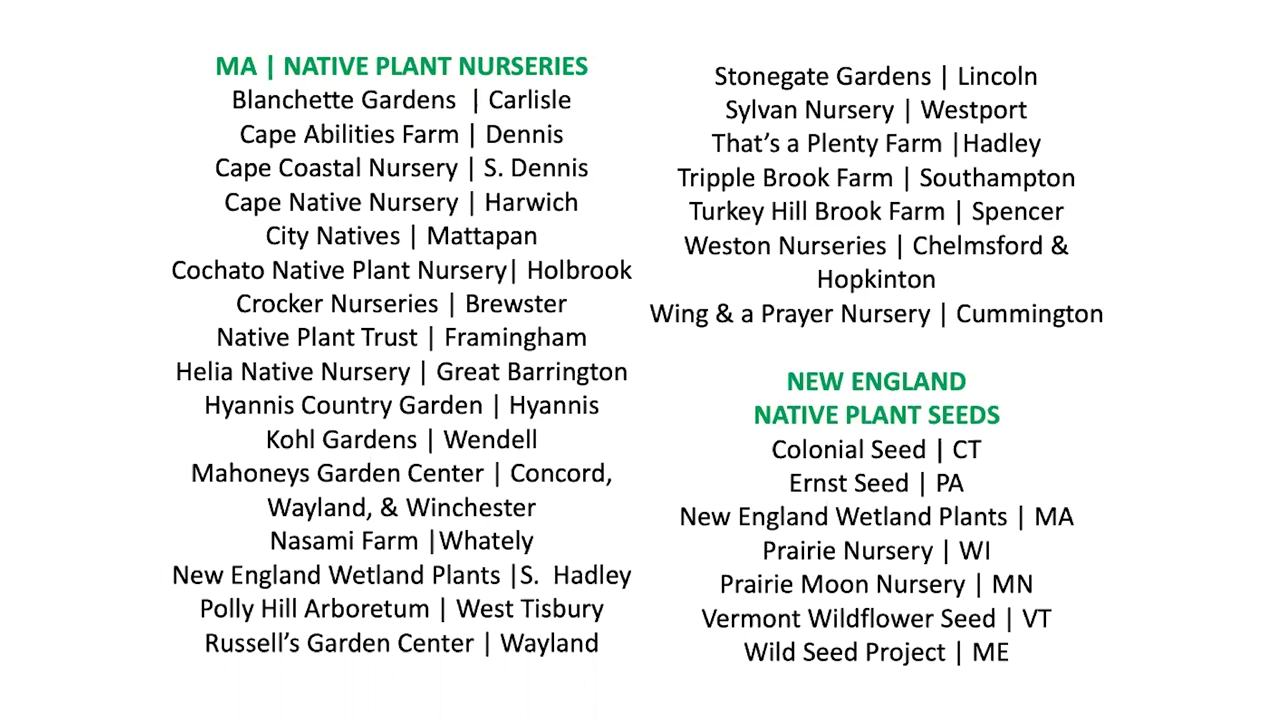 MA | NATIVE PLANT NURSERIES
Blanchette Gardens | Carlisle
Cape Abilities Farm | Dennis
Cape Coastal Nursery | S. Dennis
Cape Native Nursery | Harwich
City Natives | Mattapan
Cochato Native Plant Nursery| Holbrook
Crocker Nurseries | Brewster
Native Plant Trust | Framingham
Helia Native Nursery | Great Barrington
Hyannis Country Garden | Hyannis
Kohl Gardens | Wendell
Mahoneys Garden Center | Concord,
Wayland, & Winchester
Nasami Farm |Whately
New England Wetland Plants |S. Hadley
Polly Hill Arboretum | West Tisbury
Russell’s Garden Center | Wayland
Stonegate Gardens | Lincoln
Sylvan Nursery | Westport
That’s a Plenty Farm |Hadley
Tripple Brook Farm | Southampton
Turkey Hill Brook Farm | Spencer
Weston Nurseries | Chelmsford &
Hopkinton
Wing & a Prayer Nursery | Cummington
NEW ENGLAND
NATIVE PLANT SEEDS
Colonial Seed | CT
Ernst Seed | PA
New England Wetland Plants | MA
Prairie Nursery | WI
Prairie Moon Nursery | MN
Vermont Wildflower Seed | VT
Wild Seed Project | ME